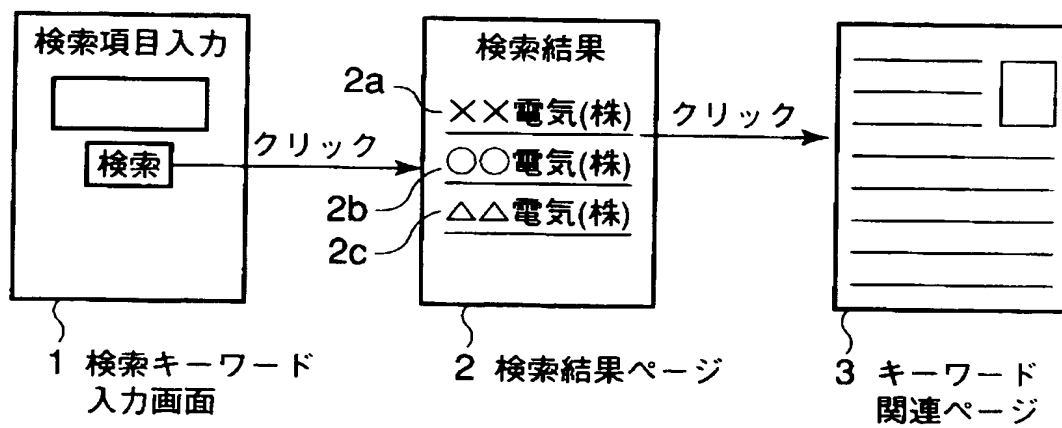 検索項目入力
検索
クリック
検索結果
2a
××電気(株)
2b
○○電気(株)
2c
△△電気(株)
クリック
1 検索キーワード
入力画面
2 検索結果ページ
3 キーワード
関連ページ